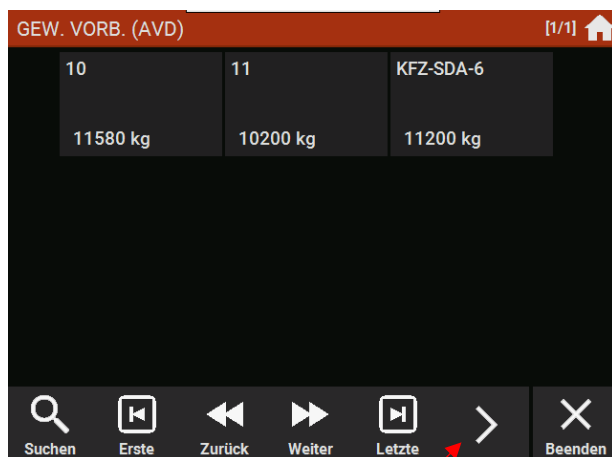 GEW. VORB. (AVD) [1/1]
10 11 KFZ-SDA-6
11580 kg 10200 kg 11200 kg
Suchen Erste Zurück Weiter Letzte Beenden